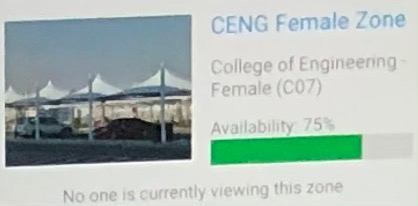 CENG Female Zone
College of Engineering -
Female (C07)
Availability: 75%
No one is currently viewing this zone